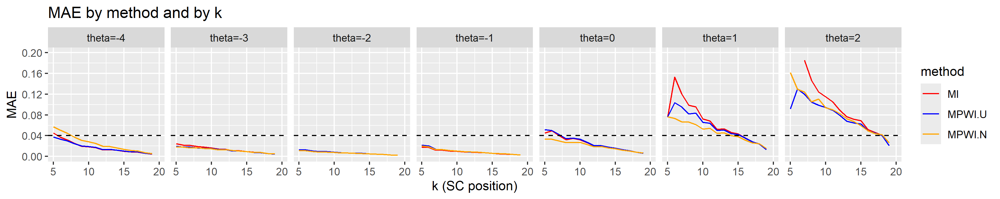 MAE by method and by k
theta=-4 theta=-3 theta=-2 theta=-1 theta=0 theta=1 theta=2
0.20
0.16
0.12
0.08
0.04
0.00
MAE
5 10 15 20 5 10 15 20 5 10 15 20 5 10 15 20 5 10 15 20 5 10 15 20 5 10 15 20
k (SC position)
method
MI
MPWI.U
MPWI.N